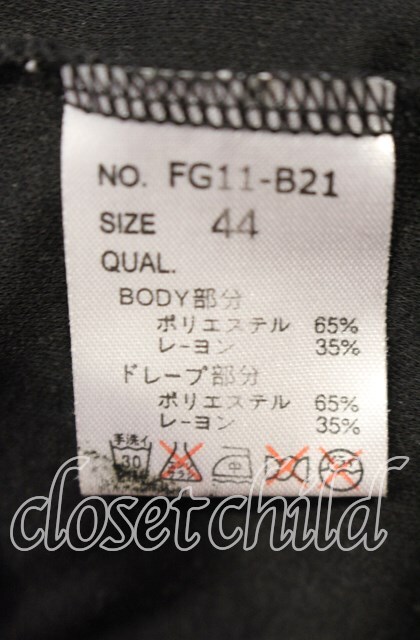 NO. FG11-B21
SIZE 44
QUAL.
BODY部分
ポリエステル 65%
レーヨン 35%
ドレープ部分
ポリエステル 65%
レーヨン 35%
手洗イ
30
closet child